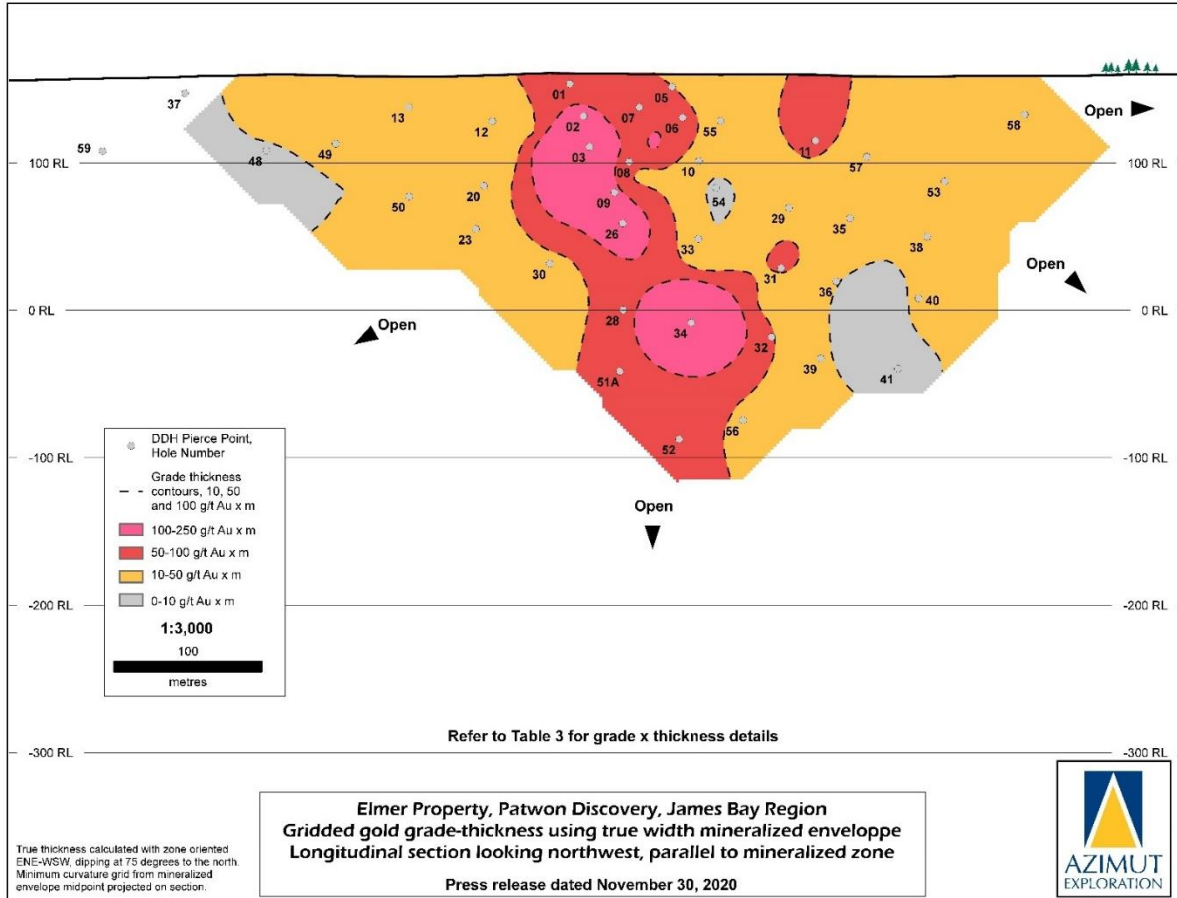 37
01
05
Open
13
02
07
06
55
58
12
59
100 RL
48
49
03
08
10
11
57
100 RL
50
20
09
54
53
23
26
33
29
35
38
30
31
36
Open
0 RL
Open
28
34
32
40
0 RL
51A
39
41
52
56
-100 RL
-100 RL
Open
DDH Pierce Point,
Hole Number
Grade thickness
contours, 10, 50
and 100 g/t Au x m
100-250 g/t Au x m
50-100 g/t Au x m
10-50 g/t Au x m
0-10 g/t Au x m
1:3,000
100
metres
-200 RL
-200 RL
Refer to Table 3 for grade x thickness details
-300 RL
-300 RL
Elmer Property, Patwon Discovery, James Bay Region
Gridded gold grade-thickness using true width mineralized enveloppe
Longitudinal section looking northwest, parallel to mineralized zone
Press release dated November 30, 2020
True thickness calculated with zone oriented
ENE-WSW, dipping at 75 degrees to the north.
Minimum curvature grid from mineralized
envelope midpoint projected on section.
AZIMUT
EXPLORATION